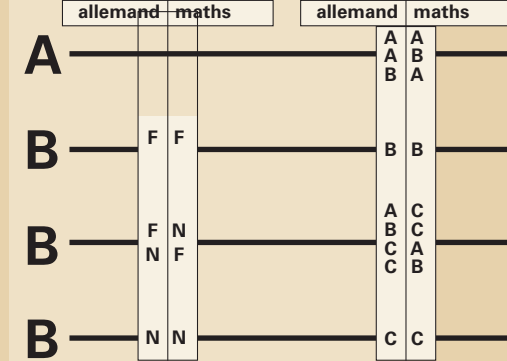 allemand maths allemand maths
A A A
A B
B A
B F F B B
A C
F N B C
B N F C A
C B
B N N C C